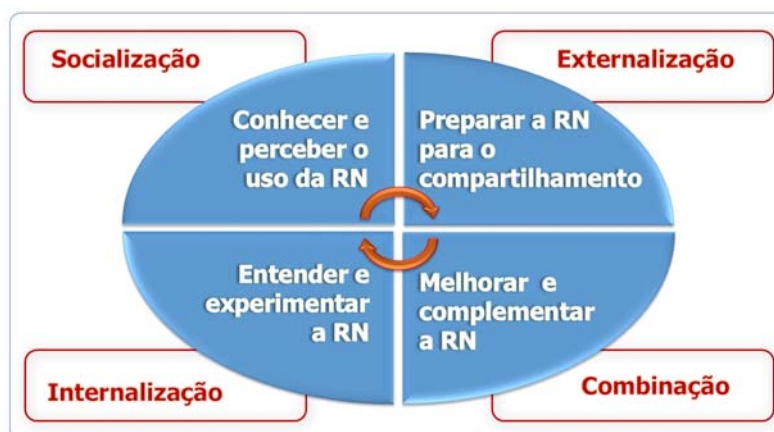 Socialização
Externalização
Conhecer e
perceber o
uso da RN
Preparar a RN
para o
compartilhamento
Entender e
experimentar
a RN
Melhorar e
complementar
a RN
Internalização
Combinação